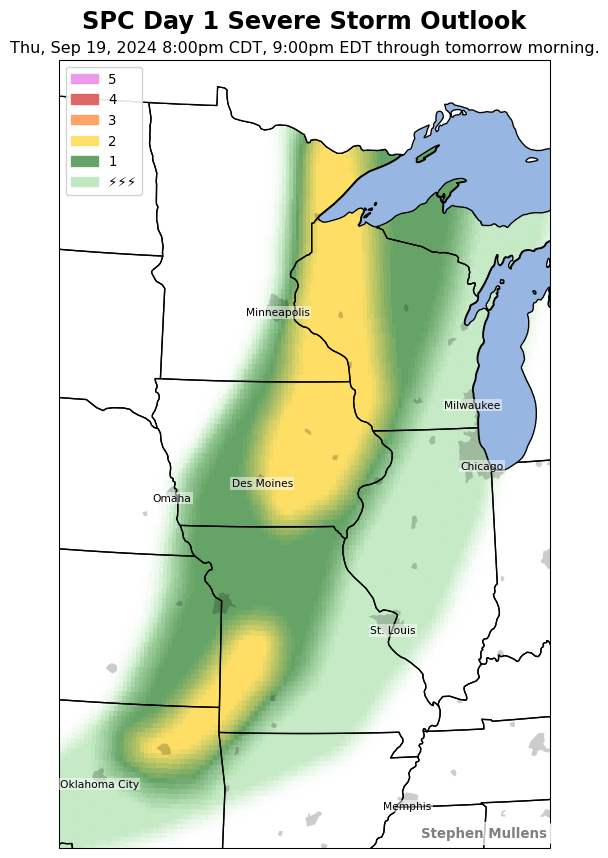 SPC Day 1 Severe Storm Outlook
Thu, Sep 19, 2024 8:00pm CDT, 9:00pm EDT through tomorrow morning.
5
4
3
2
1
⚡⚡⚡
Minneapolis
Milwaukee
Chicago
Des Moines
Omaha
St. Louis
Oklahoma City
Memphis
Stephen Mullens